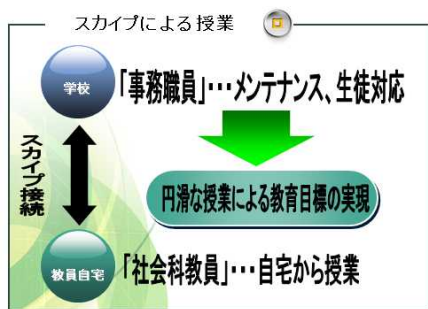 スカイプによる授業
学校
「事務職員」･･･メンテナンス、生徒対応
スカイプ接続
円滑な授業による教育目標の実現
教員自宅
「社会科教員」･･･自宅から授業